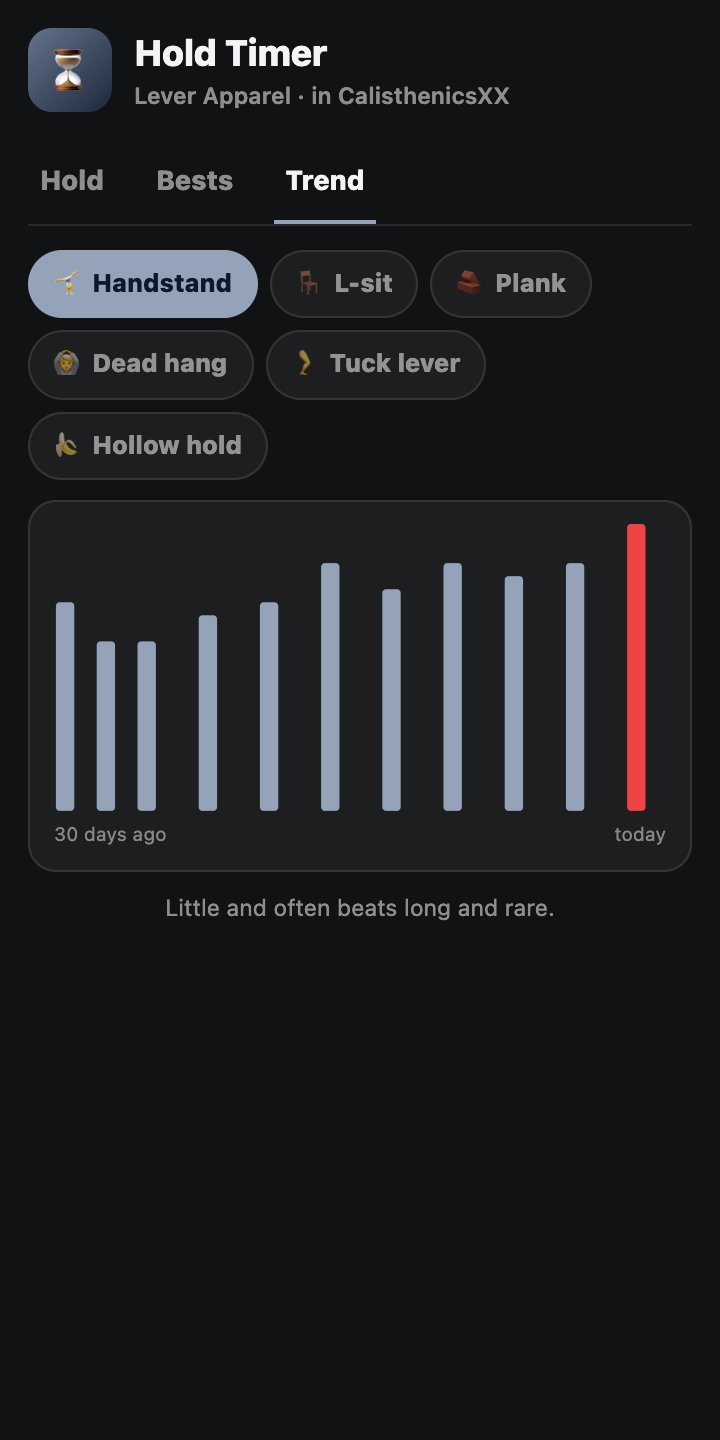 Hold Timer
Lever Apparel · in CalisthenicsXX
Hold Bests Trend
Handstand L-sit Plank
Dead hang Tuck lever
Hollow hold
30 days ago today
Little and often beats long and rare.